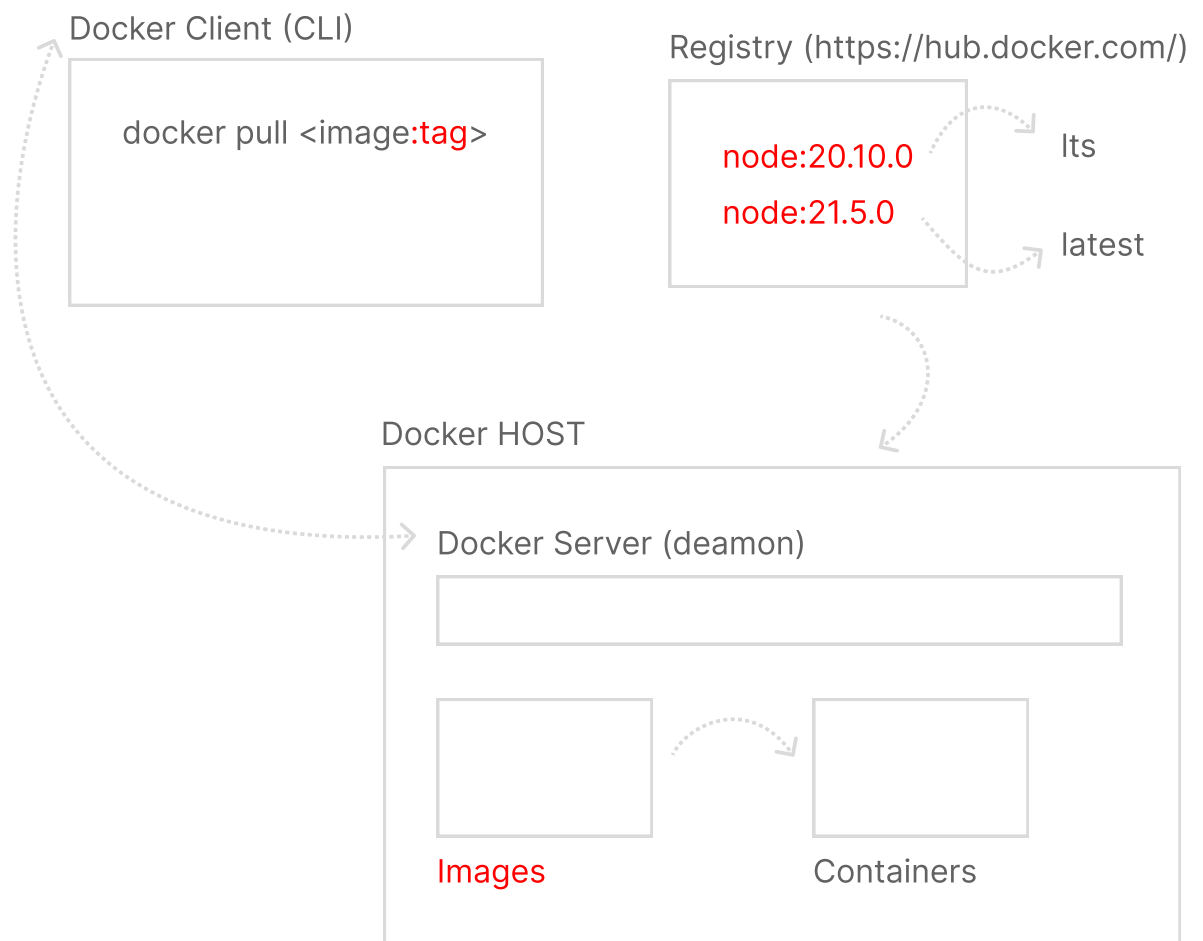 Docker Client (CLI)
docker pull <image:tag>
Registry (https://hub.docker.com/)
node:20.10.0
lts
node:21.5.0
latest
Docker HOST
Docker Server (deamon)
Images
Containers